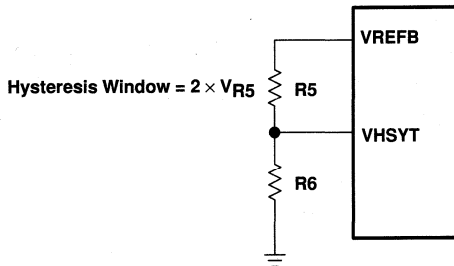 VREFB
Hysteresis Window = 2 × VR5
R5
VHSYT
R6